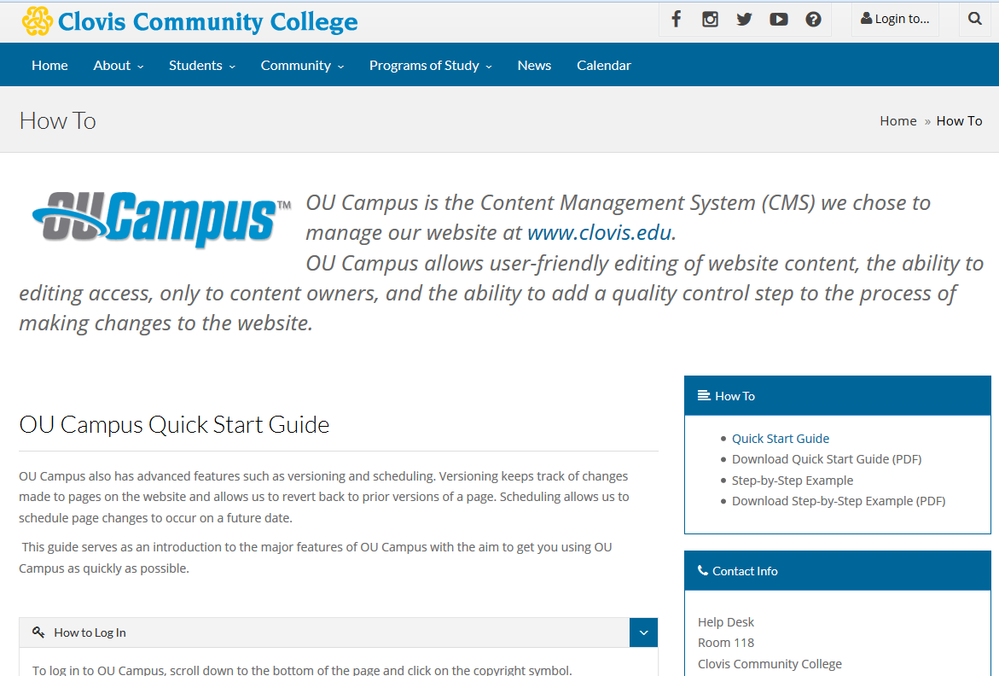 Clovis Community College
Login to...
Home About Students Community Programs of Study News Calendar
How To
Home » How To
OU Campus™
OU Campus is the Content Management System (CMS) we chose to
manage our website at www.clovis.edu.
OU Campus allows user-friendly editing of website content, the ability to
editing access, only to content owners, and the ability to add a quality control step to the process of
making changes to the website.
OU Campus Quick Start Guide
OU Campus also has advanced features such as versioning and scheduling. Versioning keeps track of changes
made to pages on the website and allows us to revert back to prior versions of a page. Scheduling allows us to
schedule page changes to occur on a future date.
This guide serves as an introduction to the major features of OU Campus with the aim to get you using OU
Campus as quickly as possible.
How to Log In
To log in to OU Campus, scroll down to the bottom of the page and click on the copyright symbol.
How To
Quick Start Guide
Download Quick Start Guide (PDF)
Step-by-Step Example
Download Step-by-Step Example (PDF)
Contact Info
Help Desk
Room 118
Clovis Community College